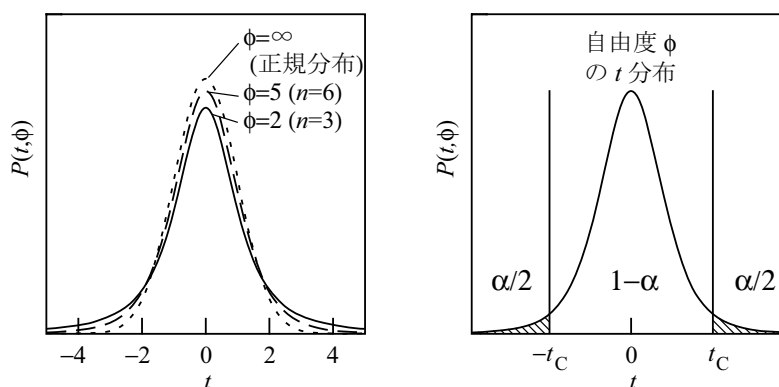 φ=∞
(正規分布)
φ=5 (n=6)
φ=2 (n=3)
P(t,φ)
−4 −2 0 2 4
t
自由度 φ
の t 分布
P(t,φ)
α/2 1−α α/2
−tC 0 tC
t